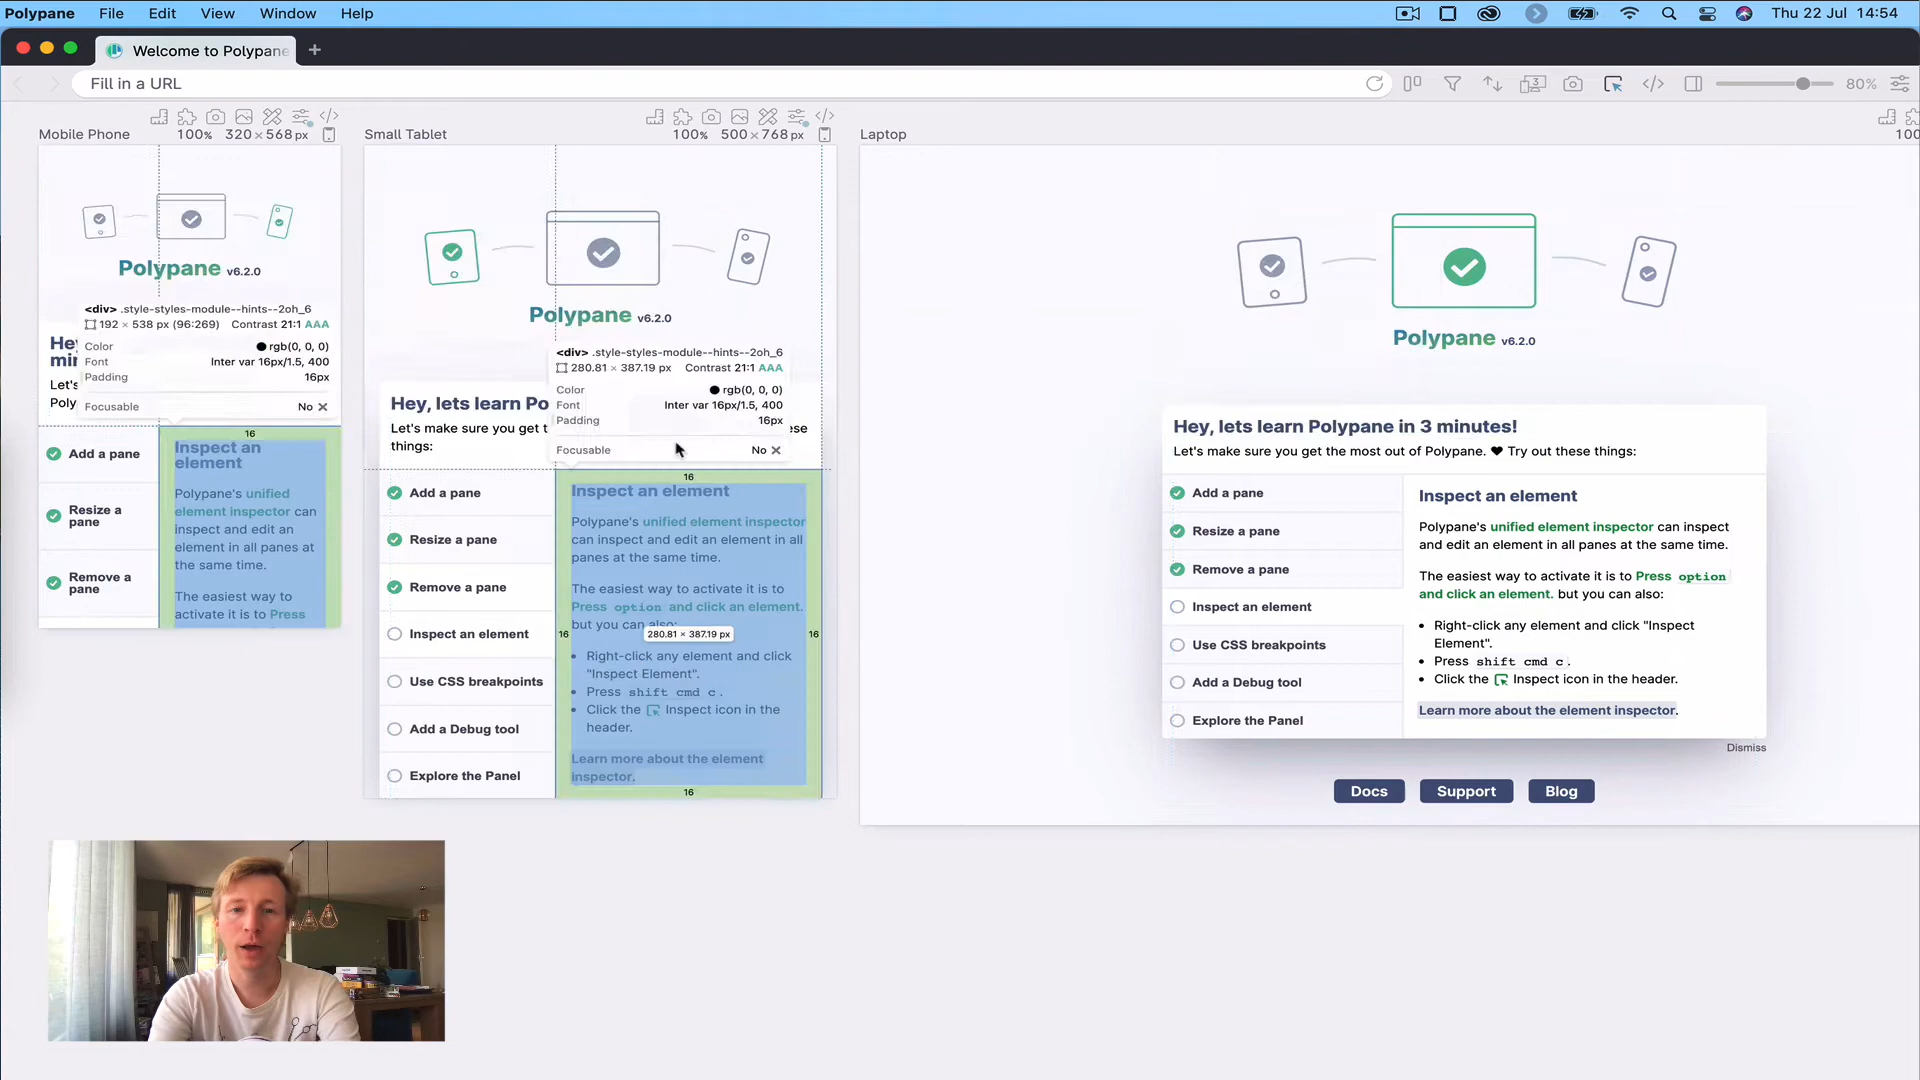 Polypane File Edit View Window Help
Thu 22 Jul 14:54
Welcome to Polypane
Fill in a URL
80%
Mobile Phone
100% 320 × 568 px
Polypane v6.2.0
<div> .style-styles-module--hints--2oh_6
192 × 538 px (96:269) Contrast 21:1 AAA
Color rgb(0, 0, 0)
Font Inter var 16px/1.5, 400
Padding 16px
Focusable No
Hey
min
Let's
Poly
Add a pane
Resize a
pane
Remove a
pane
16
Inspect an
element
Polypane's unified
element inspector can
inspect and edit an
element in all panes at
the same time.
The easiest way to
activate it is to Press
Small Tablet
100% 500 × 768 px
Polypane v6.2.0
<div> .style-styles-module--hints--2oh_6
280.81 × 387.19 px Contrast 21:1 AAA
Color rgb(0, 0, 0)
Font Inter var 16px/1.5, 400
Padding 16px
Focusable No
Hey, lets learn Po
Let's make sure you get t
ese
things:
Add a pane
Resize a pane
Remove a pane
Inspect an element
Use CSS breakpoints
Add a Debug tool
Explore the Panel
16
Inspect an element
Polypane's unified element inspector
can inspect and edit an element in all
panes at the same time.
The easiest way to activate it is to
Press option and click an element.
but you can also:
16 280.81 × 387.19 px 16
• Right-click any element and click
"Inspect Element".
• Press shift cmd c .
• Click the Inspect icon in the
header.
Learn more about the element
inspector.
16
Laptop
100
Polypane v6.2.0
Hey, lets learn Polypane in 3 minutes!
Let's make sure you get the most out of Polypane. ♥ Try out these things:
Add a pane
Resize a pane
Remove a pane
Inspect an element
Use CSS breakpoints
Add a Debug tool
Explore the Panel
Inspect an element
Polypane's unified element inspector can inspect
and edit an element in all panes at the same time.
The easiest way to activate it is to Press option
and click an element. but you can also:
• Right-click any element and click "Inspect
Element".
• Press shift cmd c .
• Click the Inspect icon in the header.
Learn more about the element inspector.
Dismiss
Docs Support Blog